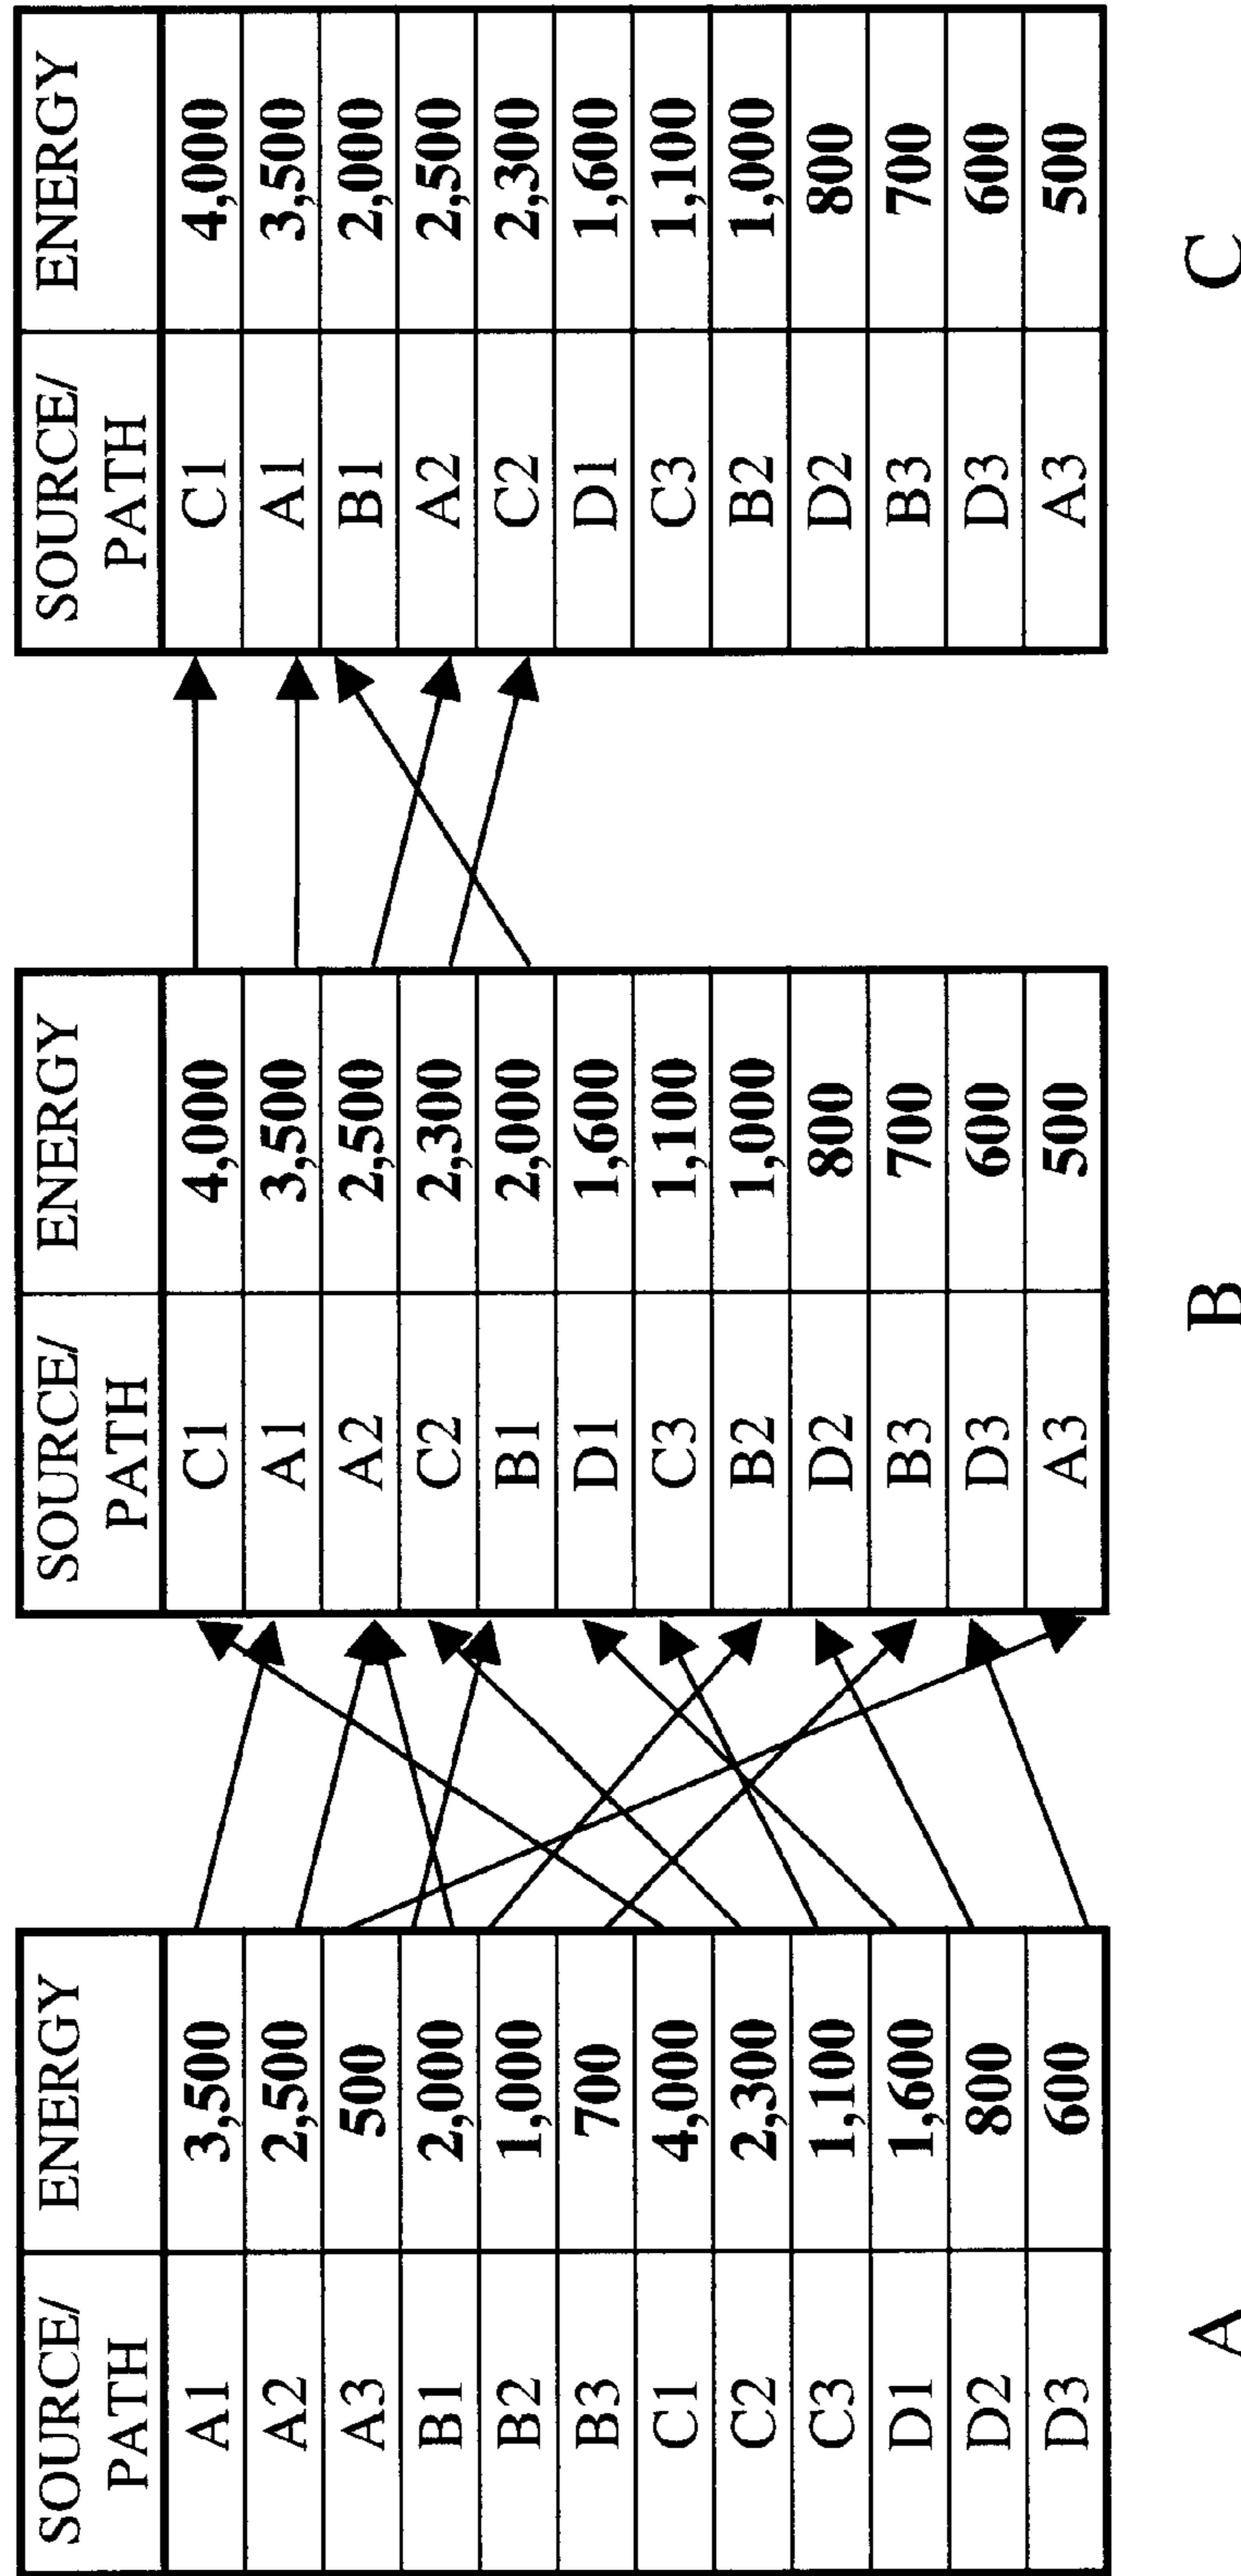 SOURCE/ PATH ENERGY
A1 3,500
A2 2,500
A3 500
B1 2,000
B2 1,000
B3 700
C1 4,000
C2 2,300
C3 1,100
D1 1,600
D2 800
D3 600
A
SOURCE/ PATH ENERGY
C1 4,000
A1 3,500
A2 2,500
C2 2,300
B1 2,000
D1 1,600
C3 1,100
B2 1,000
D2 800
B3 700
D3 600
A3 500
B
SOURCE/ PATH ENERGY
C1 4,000
A1 3,500
B1 2,000
A2 2,500
C2 2,300
D1 1,600
C3 1,100
B2 1,000
D2 800
B3 700
D3 600
A3 500
C